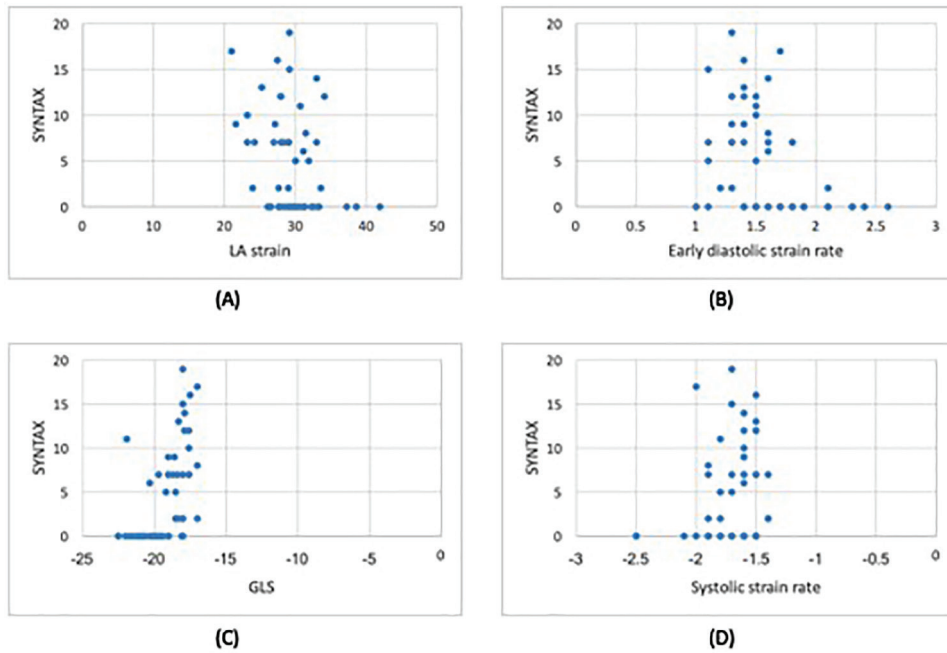 20
15
10
5
0
SYNTAX
0 10 20 30 40 50
LA strain
(A)
20
15
10
5
0
SYNTAX
0 0.5 1 1.5 2 2.5 3
Early diastolic strain rate
(B)
20
15
10
5
0
SYNTAX
-25 -20 -15 -10 -5 0
GLS
(C)
20
15
10
5
0
SYNTAX
-3 -2.5 -2 -1.5 -1 -0.5 0
Systolic strain rate
(D)